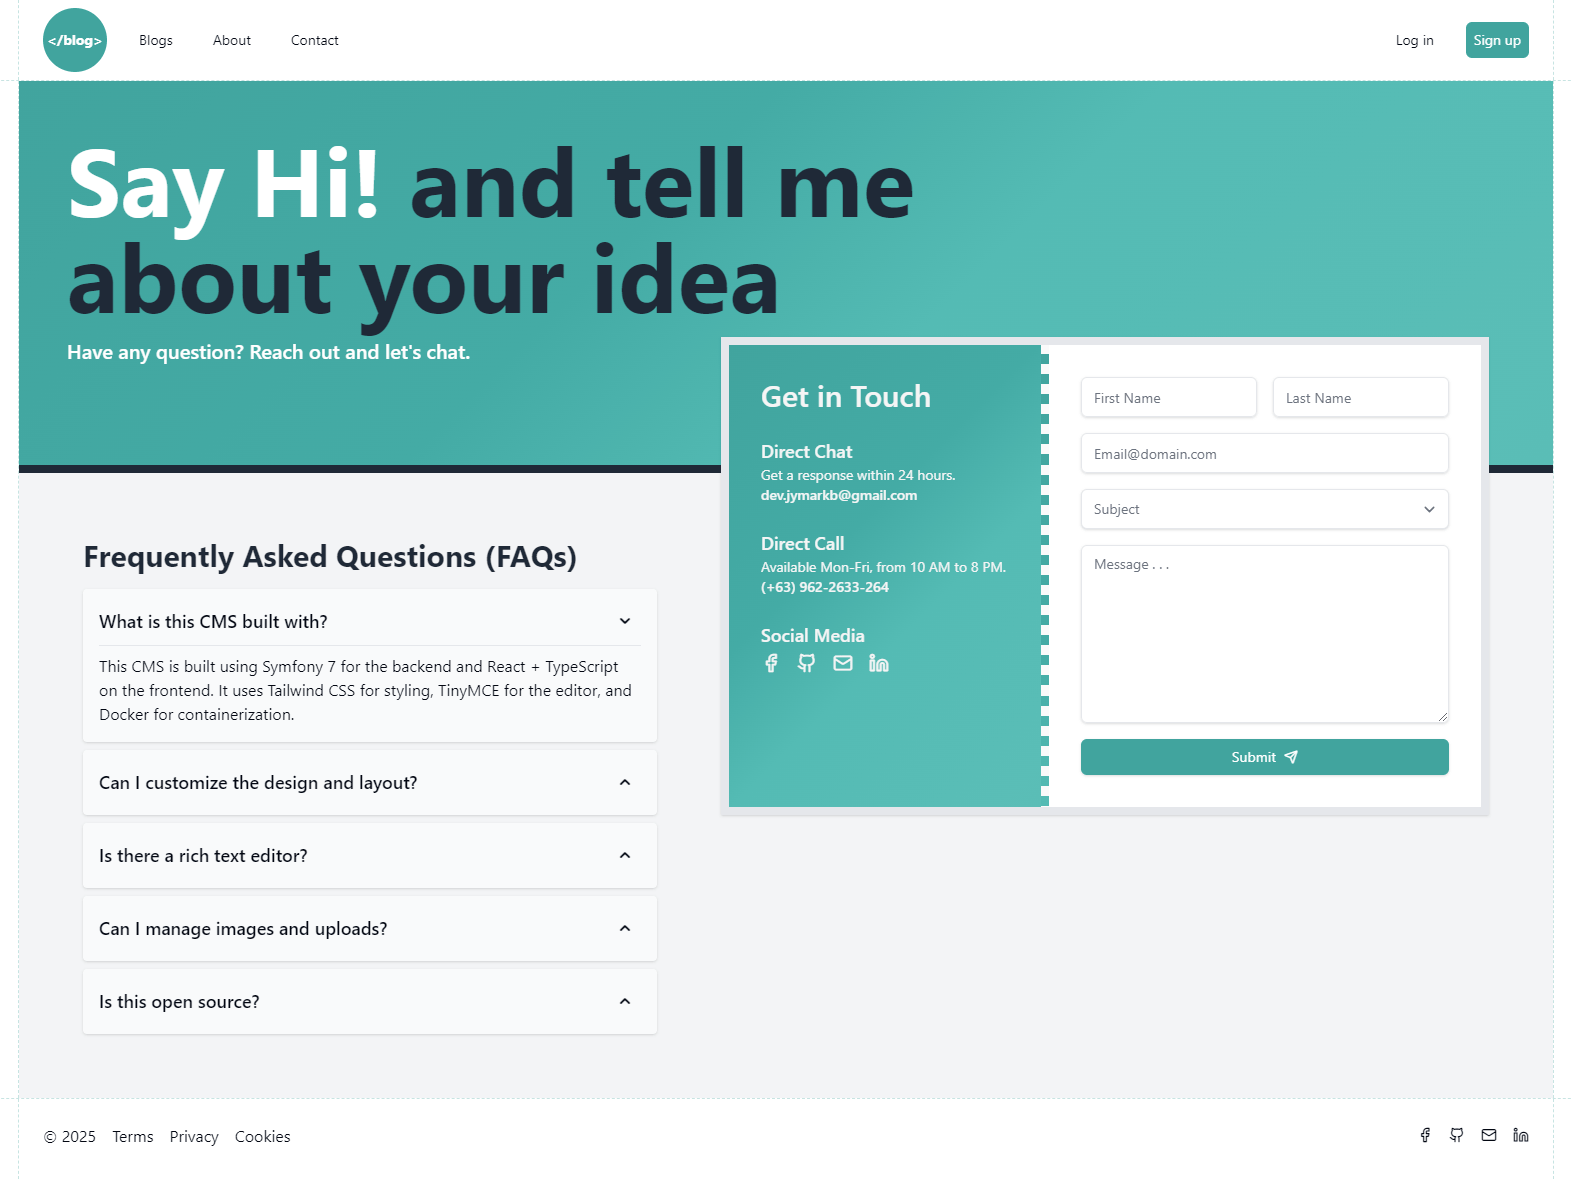 </blog>
Blogs
About
Contact
Log in
Sign up
Say Hi! and tell me
about your idea
Have any question? Reach out and let's chat.
Get in Touch
Direct Chat
Get a response within 24 hours.
dev.jymarkb@gmail.com
Direct Call
Available Mon-Fri, from 10 AM to 8 PM.
(+63) 962-2633-264
Social Media
First Name
Last Name
Email@domain.com
Subject
Message . . .
Submit
Frequently Asked Questions (FAQs)
What is this CMS built with?
This CMS is built using Symfony 7 for the backend and React + TypeScript
on the frontend. It uses Tailwind CSS for styling, TinyMCE for the editor, and
Docker for containerization.
Can I customize the design and layout?
Is there a rich text editor?
Can I manage images and uploads?
Is this open source?
© 2025
Terms
Privacy
Cookies